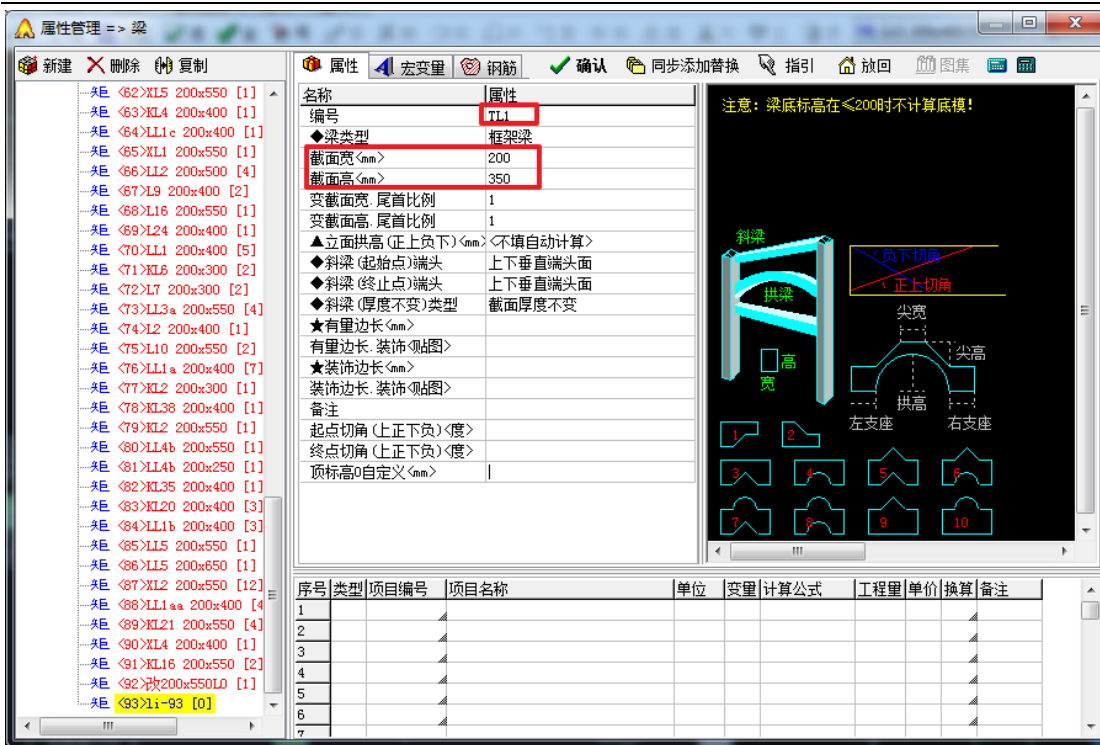 属性管理 => 梁
新建 删除 复制
属性 宏变量 钢筋 确认 同步添加替换 指引 放回 图集
矩 <62>XL5 200x550 [1]
矩 <63>KL4 200x400 [1]
矩 <64>LL1c 200x400 [1]
矩 <65>XL1 200x550 [1]
矩 <66>LL2 200x500 [4]
矩 <67>L9 200x400 [2]
矩 <68>L16 200x550 [1]
矩 <69>L24 200x400 [1]
矩 <70>LL1 200x400 [5]
矩 <71>KL6 200x300 [2]
矩 <72>L7 200x300 [2]
矩 <73>LL3a 200x550 [4]
矩 <74>L2 200x400 [1]
矩 <75>L10 200x550 [2]
矩 <76>LL1a 200x400 [7]
矩 <77>KL2 200x300 [1]
矩 <78>KL38 200x400 [1]
矩 <79>KL2 200x550 [1]
矩 <80>LL4b 200x550 [1]
矩 <81>LL4b 200x250 [1]
矩 <82>KL35 200x400 [1]
矩 <83>KL20 200x400 [3]
矩 <84>LL1b 200x400 [3]
矩 <85>LL5 200x550 [1]
矩 <86>LL5 200x650 [1]
矩 <87>XL2 200x550 [12]
矩 <88>LL1aa 200x400 [4
矩 <89>KL21 200x550 [4]
矩 <90>XL4 200x400 [1]
矩 <91>KL16 200x550 [2]
矩 <92>改200x550L0 [1]
矩 <93>li-93 [0]
名称 属性
编号 TL1
◆梁类型 框架梁
截面宽<mm> 200
截面高<mm> 350
变截面宽.尾首比例 1
变截面高.尾首比例 1
▲立面拱高(正上负下)<mm> <不填自动计算>
◆斜梁(起始点)端头 上下垂直端头面
◆斜梁(终止点)端头 上下垂直端头面
◆斜梁(厚度不变)类型 截面厚度不变
★有量边长<mm>
有量边长.装饰<贴图>
★装饰边长<mm>
装饰边长.装饰<贴图>
备注
起点切角(上正下负)<度>
终点切角(上正下负)<度>
顶标高0自定义<mm>
注意：梁底标高在≤200时不计算底模！
斜梁
拱梁
高
宽
负下切角
正上切角
尖宽
尖高
拱高
左支座 右支座
1 2
3 4 5 6
7 8 9 10
序号 类型 项目编号 项目名称 单位 变量 计算公式 工程量 单价 换算 备注
1
2
3
4
5
6
7